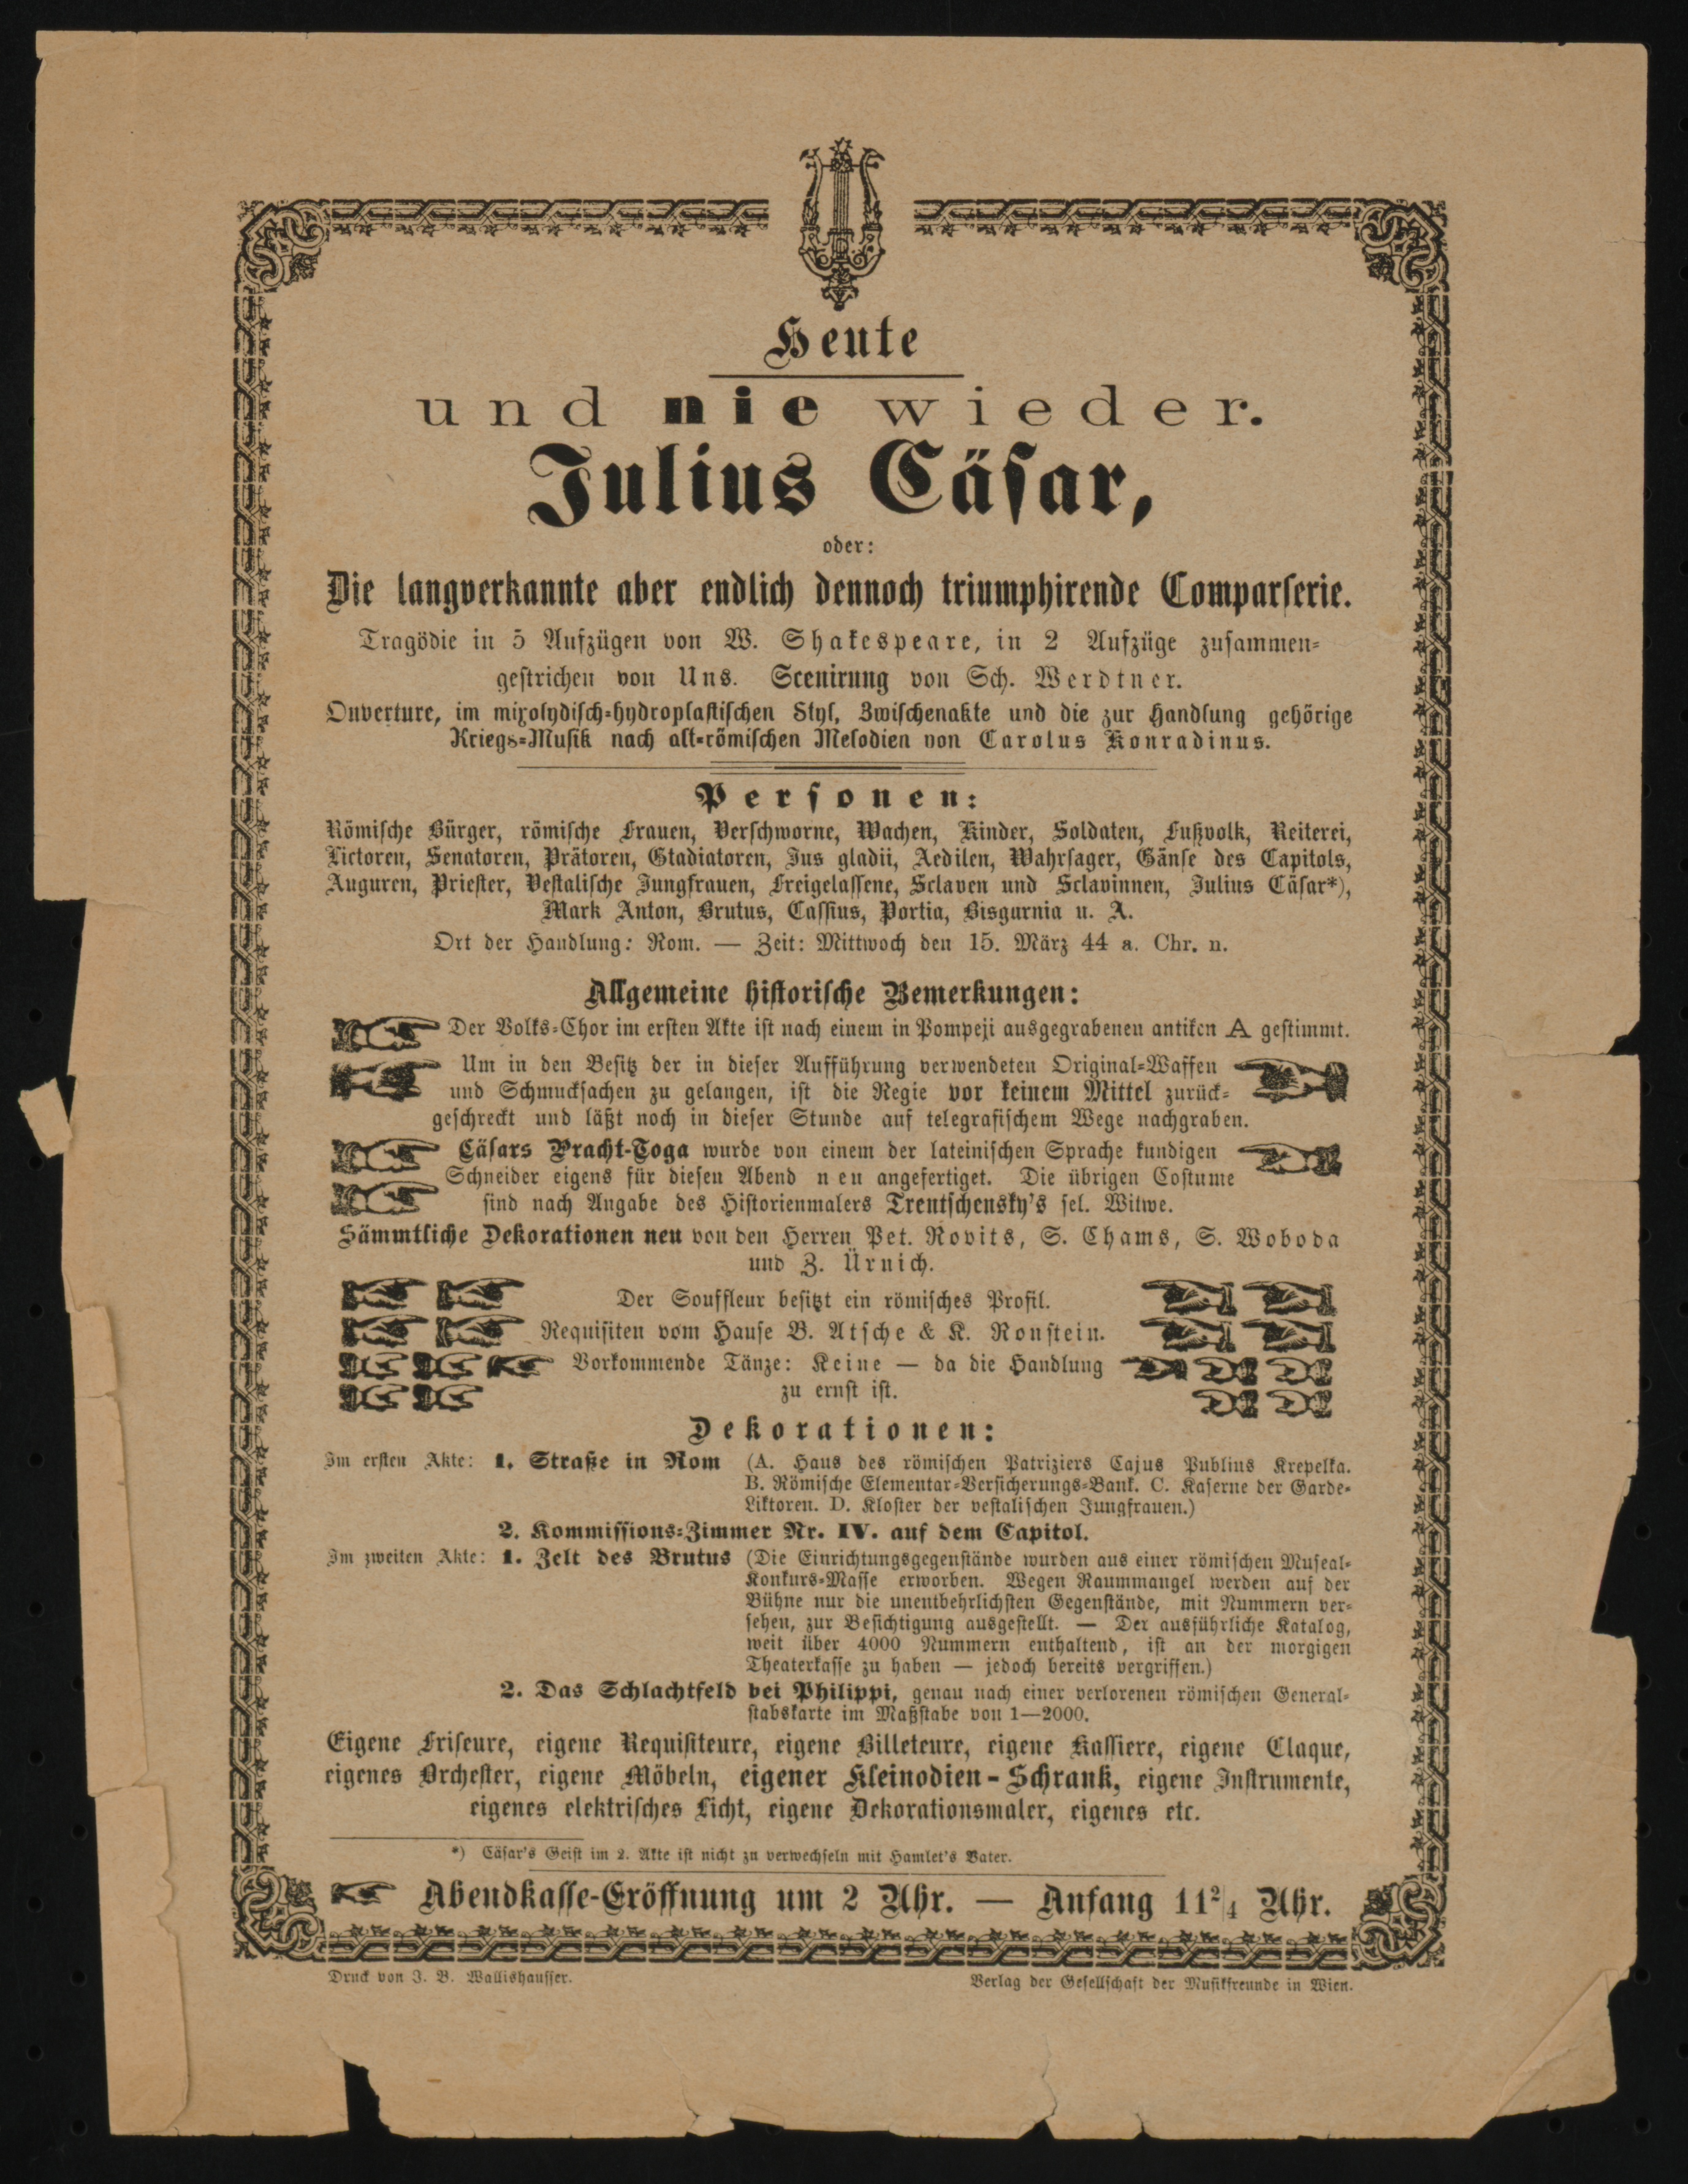 Heute
und nie wieder.
Julius Cäsar,
oder:
Die langverkannte aber endlich dennoch triumphirende Comparserie.
Tragödie in 5 Aufzügen von W. Shakespeare, in 2 Aufzüge zusammen-
gestrichen von Uns. Scenirung von Sch. Werdtner.
Ouverture, im mixolydisch-hydroplastischen Styl, Zwischenakte und die zur Handlung gehörige
Kriegs-Musik nach alt-römischen Melodien von Carolus Konradinus.
Personen:
Römische Bürger, römische Frauen, Verschworne, Wachen, Kinder, Soldaten, Fußvolk, Reiterei,
Lictoren, Senatoren, Prätoren, Gtadiatoren, Jus gladii, Aedilen, Wahrsager, Gänse des Capitols,
Auguren, Priester, Vestalische Jungfrauen, Freigelassene, Sclaven und Sclavinnen, Julius Cäsar*),
Mark Anton, Brutus, Cassius, Portia, Bisgurnia u. A.
Ort der Handlung: Rom. — Zeit: Mittwoch den 15. März 44 a. Chr. n.
Allgemeine historische Bemerkungen:
Der Volks-Chor im ersten Akte ist nach einem in Pompeji ausgegrabenen antiken A gestimmt.
Um in den Besitz der in dieser Aufführung verwendeten Original-Waffen
und Schmucksachen zu gelangen, ist die Regie vor keinem Mittel zurück-
geschreckt und läßt noch in dieser Stunde auf telegrafischem Wege nachgraben.
Cäsars Pracht-Toga wurde von einem der lateinischen Sprache kundigen
Schneider eigens für diesen Abend neu angefertiget. Die übrigen Costume
sind nach Angabe des Historienmalers Trentschensky's sel. Witwe.
Sämmtliche Dekorationen neu von den Herren Pet. Rovits, S. Chams, S. Woboda
und Z. Ürnich.
Der Souffleur besitzt ein römisches Profil.
Requisiten vom Hause B. Atsche & K. Ronstein.
Vorkommende Tänze: Keine — da die Handlung
zu ernst ist.
Dekorationen:
Im ersten Akte: 1. Straße in Rom (A. Haus des römischen Patriziers Cajus Publius Krepelka.
B. Römische Elementar-Versicherungs-Bank. C. Kaserne der Garde-
Liktoren. D. Kloster der vestalischen Jungfrauen.)
2. Kommissions-Zimmer Nr. IV. auf dem Capitol.
Im zweiten Akte: 1. Zelt des Brutus (Die Einrichtungsgegenstände wurden aus einer römischen Museal-
Konkurs-Masse erworben. Wegen Raummangel werden auf der
Bühne nur die unentbehrlichsten Gegenstände, mit Nummern ver-
sehen, zur Besichtigung ausgestellt. — Der ausführliche Katalog,
weit über 4000 Nummern enthaltend, ist an der morgigen
Theaterkasse zu haben — jedoch bereits vergriffen.)
2. Das Schlachtfeld bei Philippi, genau nach einer verlorenen römischen General-
stabskarte im Maßstabe von 1—2000.
Eigene Friseure, eigene Requisiteure, eigene Billeteure, eigene Kassiere, eigene Claque,
eigenes Orchester, eigene Möbeln, eigener Kleinodien-Schrank, eigene Instrumente,
eigenes elektrisches Licht, eigene Dekorationsmaler, eigenes etc.
*) Cäsar's Geist im 2. Akte ist nicht zu verwechseln mit Hamlet's Vater.
Abendkasse-Eröffnung um 2 Uhr. — Anfang 11 2/4 Uhr.
Druck von J. B. Wallishausser. Verlag der Gesellschaft der Musikfreunde in Wien.